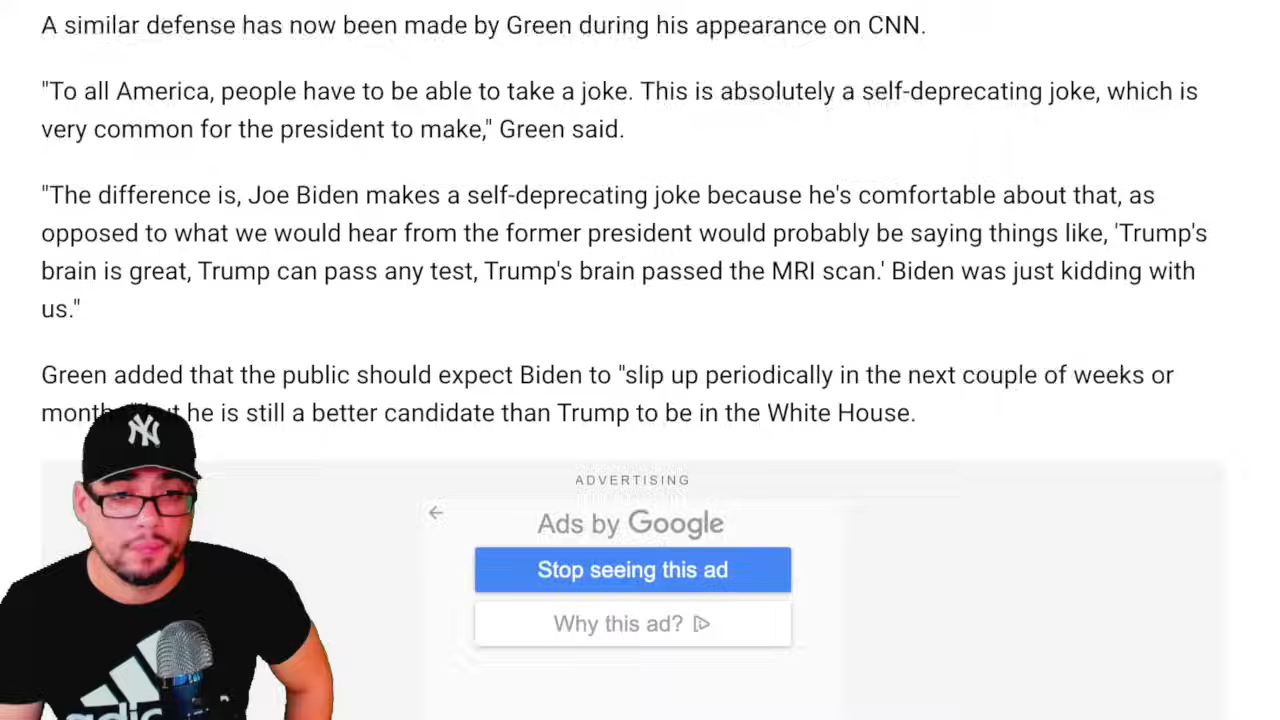 A similar defense has now been made by Green during his appearance on CNN.
"To all America, people have to be able to take a joke. This is absolutely a self-deprecating joke, which is
very common for the president to make," Green said.
"The difference is, Joe Biden makes a self-deprecating joke because he's comfortable about that, as
opposed to what we would hear from the former president would probably be saying things like, 'Trump's
brain is great, Trump can pass any test, Trump's brain passed the MRI scan.' Biden was just kidding with
us."
Green added that the public should expect Biden to "slip up periodically in the next couple of weeks or
he is still a better candidate than Trump to be in the White House.
ADVERTISING
Ads by Google
Stop seeing this ad
Why this ad?
NY